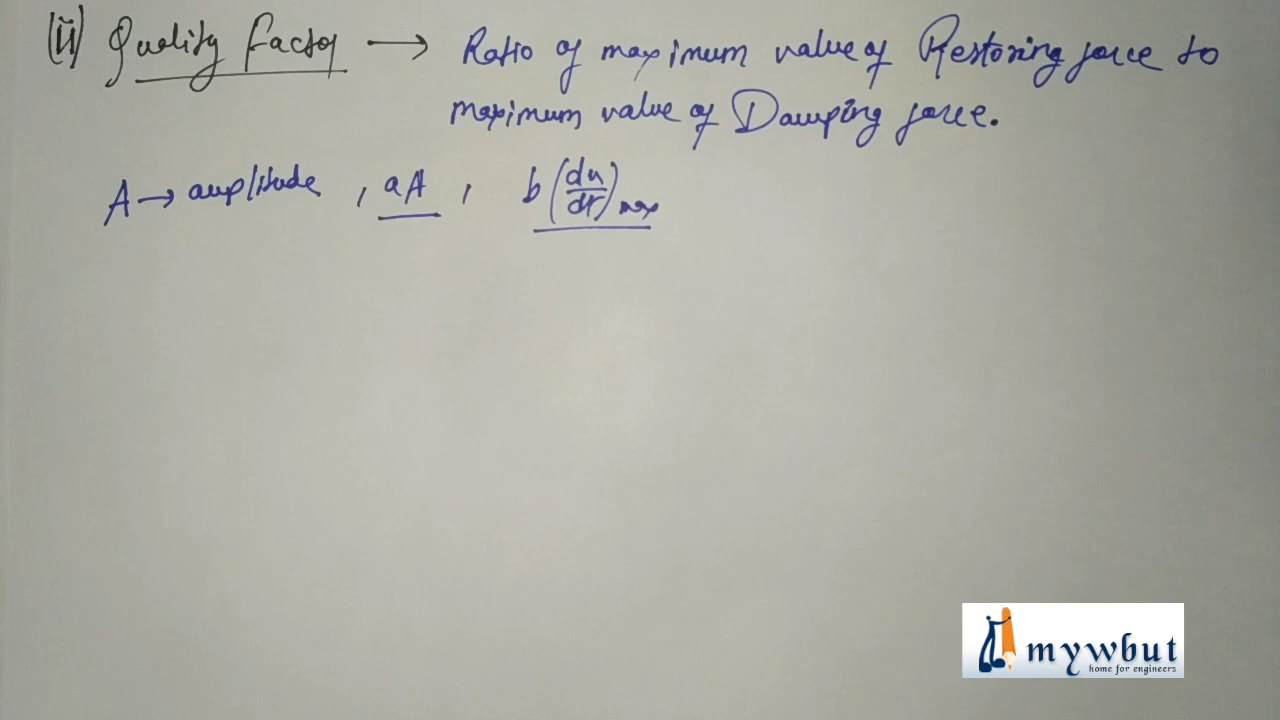 (ii) Quality Factor → Ratio of maximum value of Restoring force to
maximum value of Damping force.
A → amplitude , aA , b(du/dt)max
mywbut
home for engineers